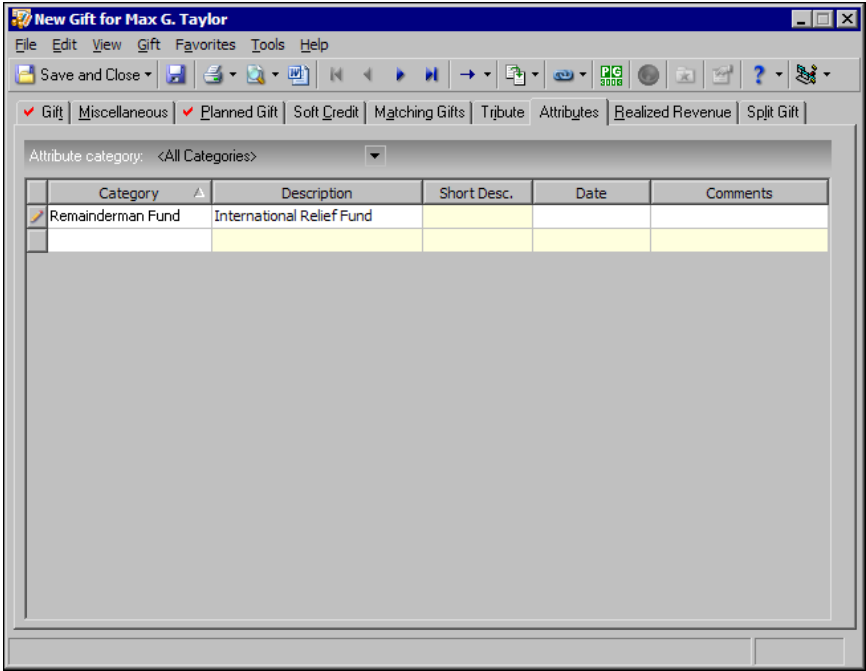 New Gift for Max G. Taylor
File Edit View Gift Favorites Tools Help
Save and Close
Gift Miscellaneous Planned Gift Soft Credit Matching Gifts Tribute Attributes Realized Revenue Split Gift
Attribute category: <All Categories>
Category Description Short Desc. Date Comments
Remainderman Fund International Relief Fund